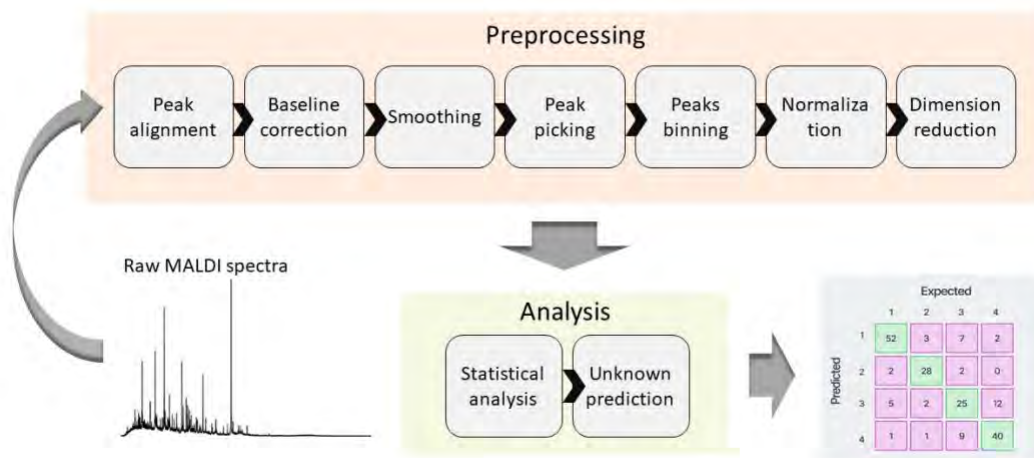 Preprocessing
Peak
alignment
Baseline
correction
Smoothing
Peak
picking
Peaks
binning
Normaliza
tion
Dimension
reduction
Raw MALDI spectra
Analysis
Statistical
analysis
Unknown
prediction
Expected
1 2 3 4
Predicted
1 52 3 7 2
2 2 28 2 0
3 5 2 25 12
4 1 1 9 40